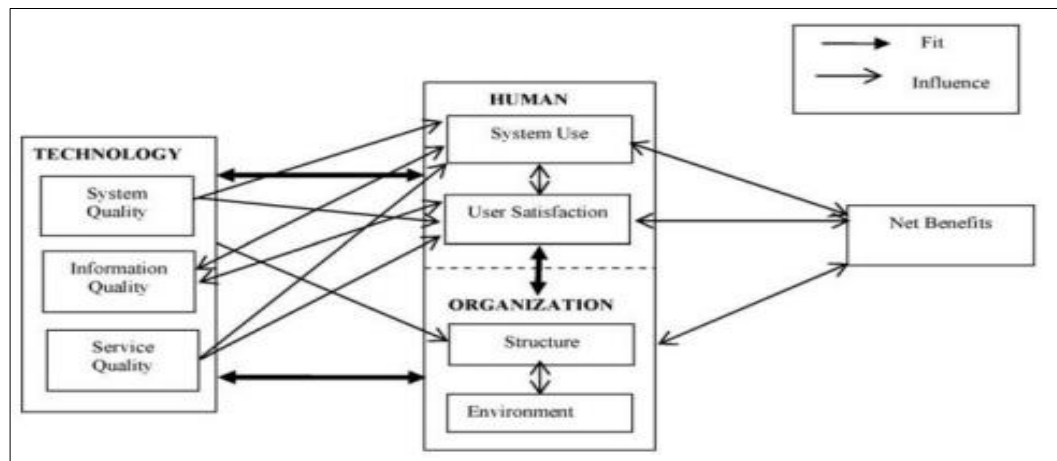 Fit
Influence
HUMAN
System Use
User Satisfaction
TECHNOLOGY
System
Quality
Information
Quality
Service
Quality
ORGANIZATION
Structure
Environment
Net Benefits